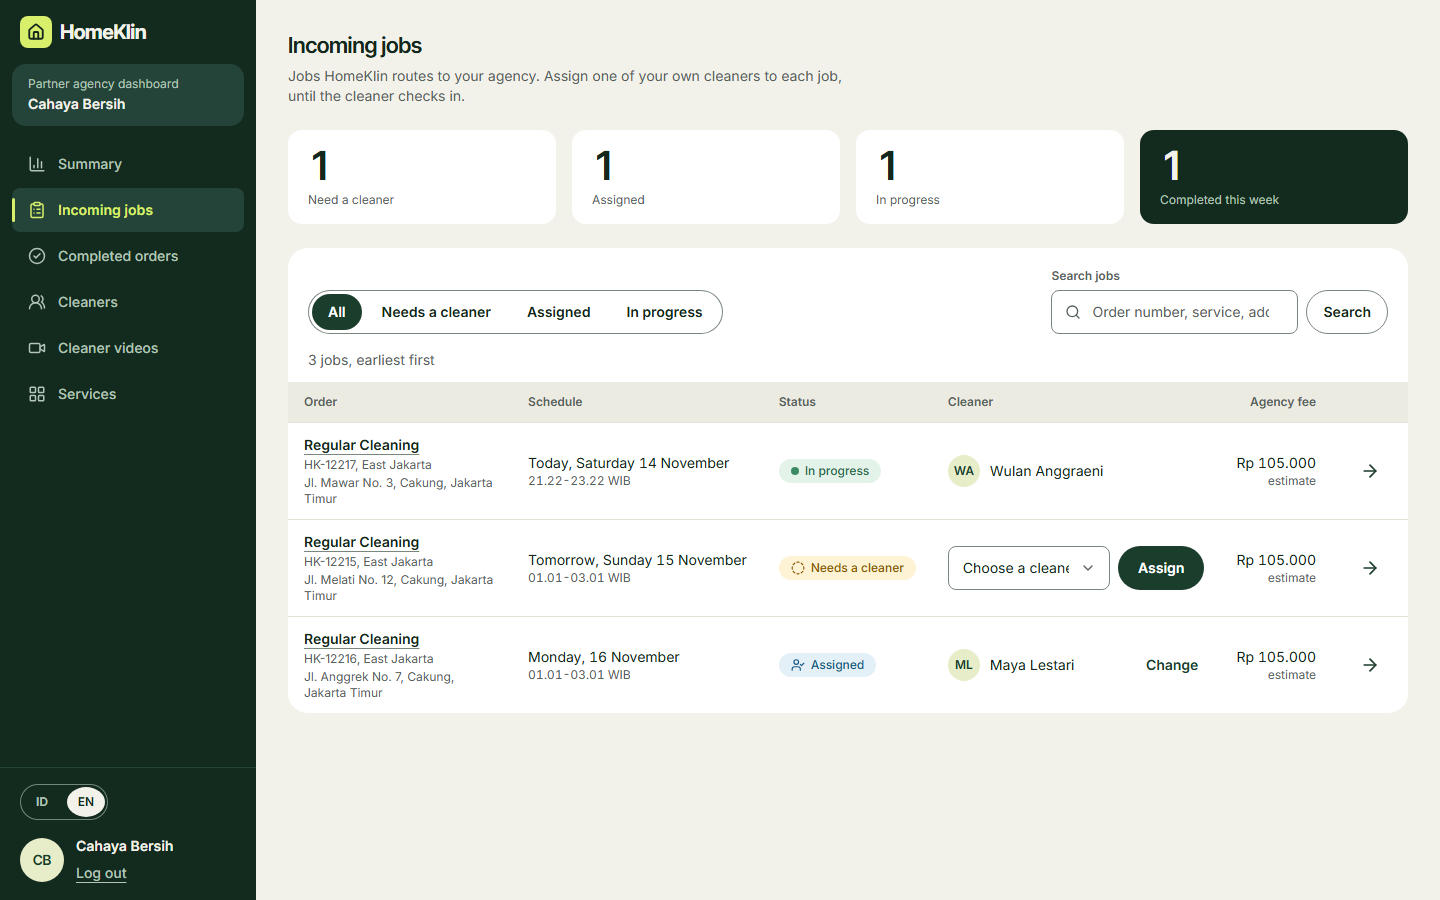 HomeKlin
Partner agency dashboard
Cahaya Bersih
Summary
Incoming jobs
Completed orders
Cleaners
Cleaner videos
Services
ID
EN
CB
Cahaya Bersih
Log out
Incoming jobs
Jobs HomeKlin routes to your agency. Assign one of your own cleaners to each job,
until the cleaner checks in.
1
Need a cleaner
1
Assigned
1
In progress
1
Completed this week
All
Needs a cleaner
Assigned
In progress
Search jobs
Order number, service, adc
Search
3 jobs, earliest first
Order
Schedule
Status
Cleaner
Agency fee
Regular Cleaning
HK-12217, East Jakarta
Jl. Mawar No. 3, Cakung, Jakarta
Timur
Today, Saturday 14 November
21.22-23.22 WIB
In progress
WA
Wulan Anggraeni
Rp 105.000
estimate
Regular Cleaning
HK-12215, East Jakarta
Jl. Melati No. 12, Cakung, Jakarta
Timur
Tomorrow, Sunday 15 November
01.01-03.01 WIB
Needs a cleaner
Choose a cleane
Assign
Rp 105.000
estimate
Regular Cleaning
HK-12216, East Jakarta
Jl. Anggrek No. 7, Cakung,
Jakarta Timur
Monday, 16 November
01.01-03.01 WIB
Assigned
ML
Maya Lestari
Change
Rp 105.000
estimate